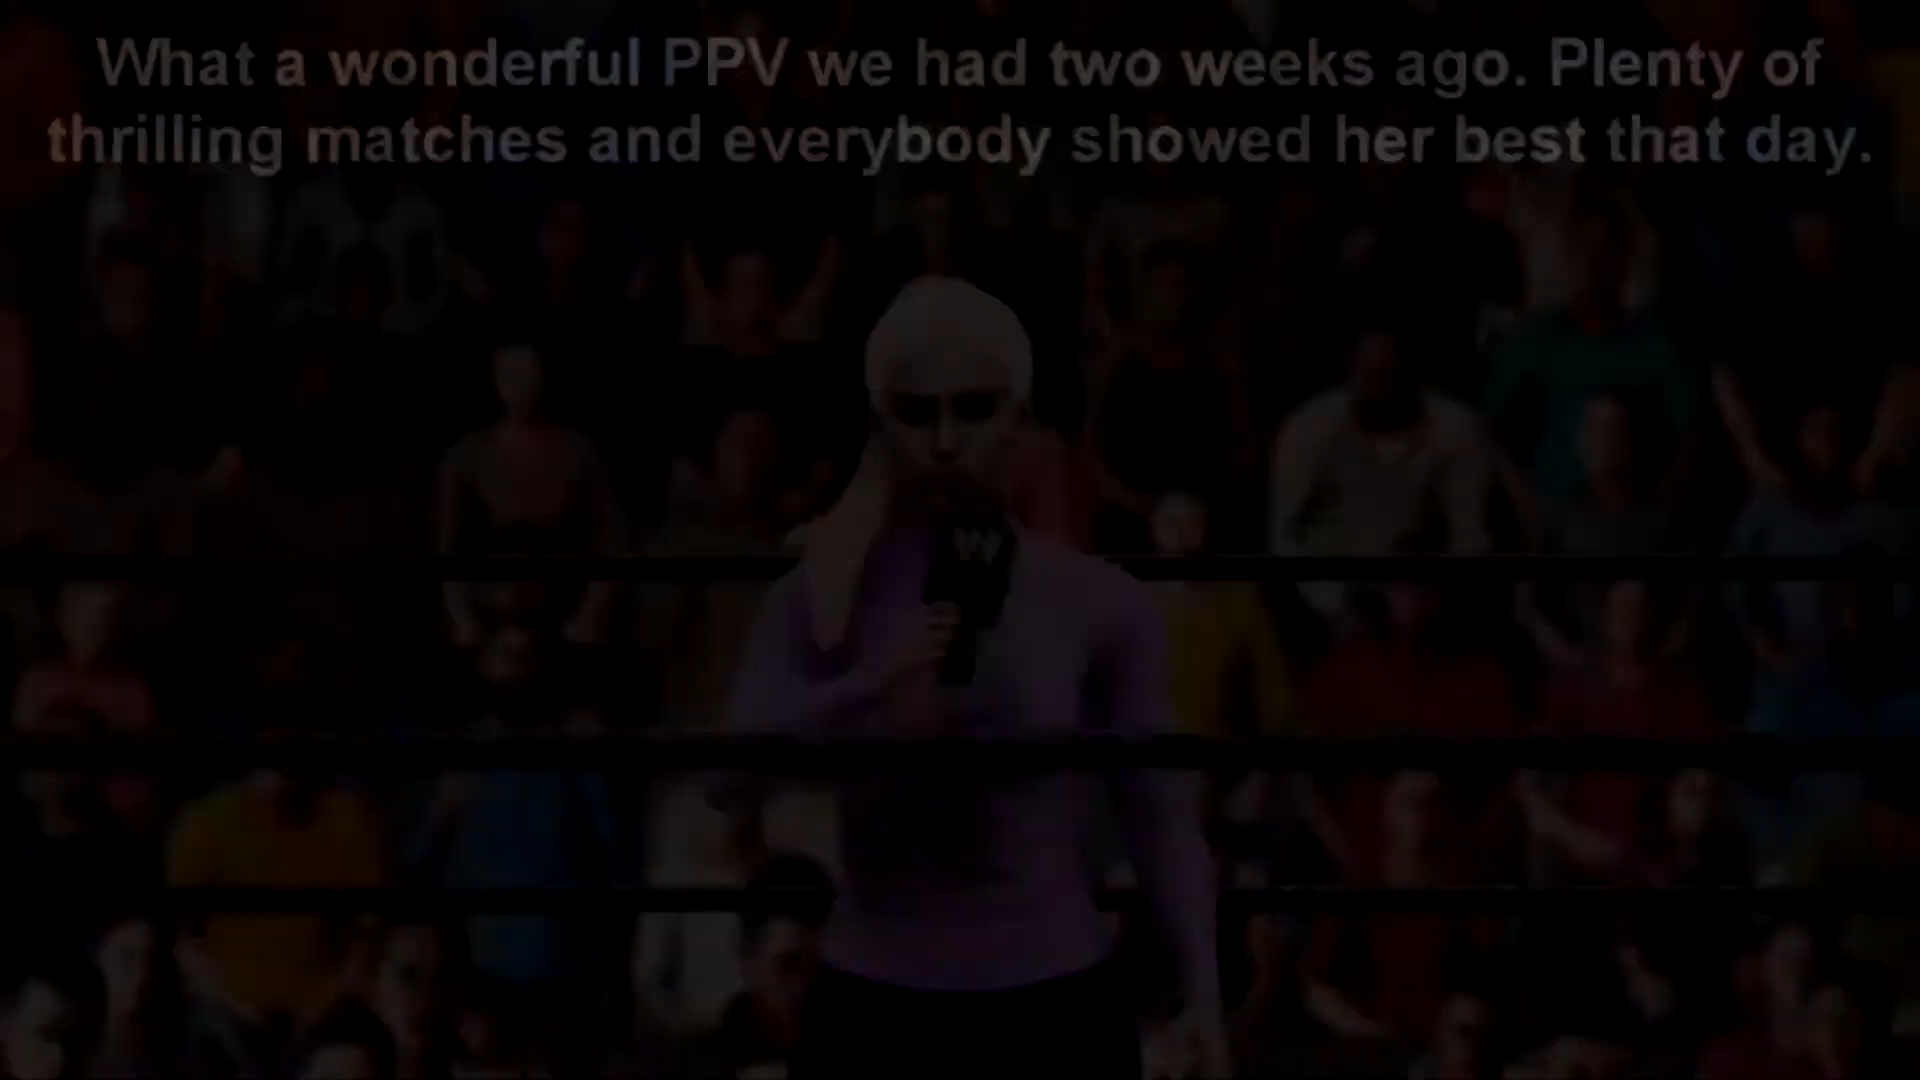 What a wonderful PPV we had two weeks ago. Plenty of
thrilling matches and everybody showed her best that day.
W